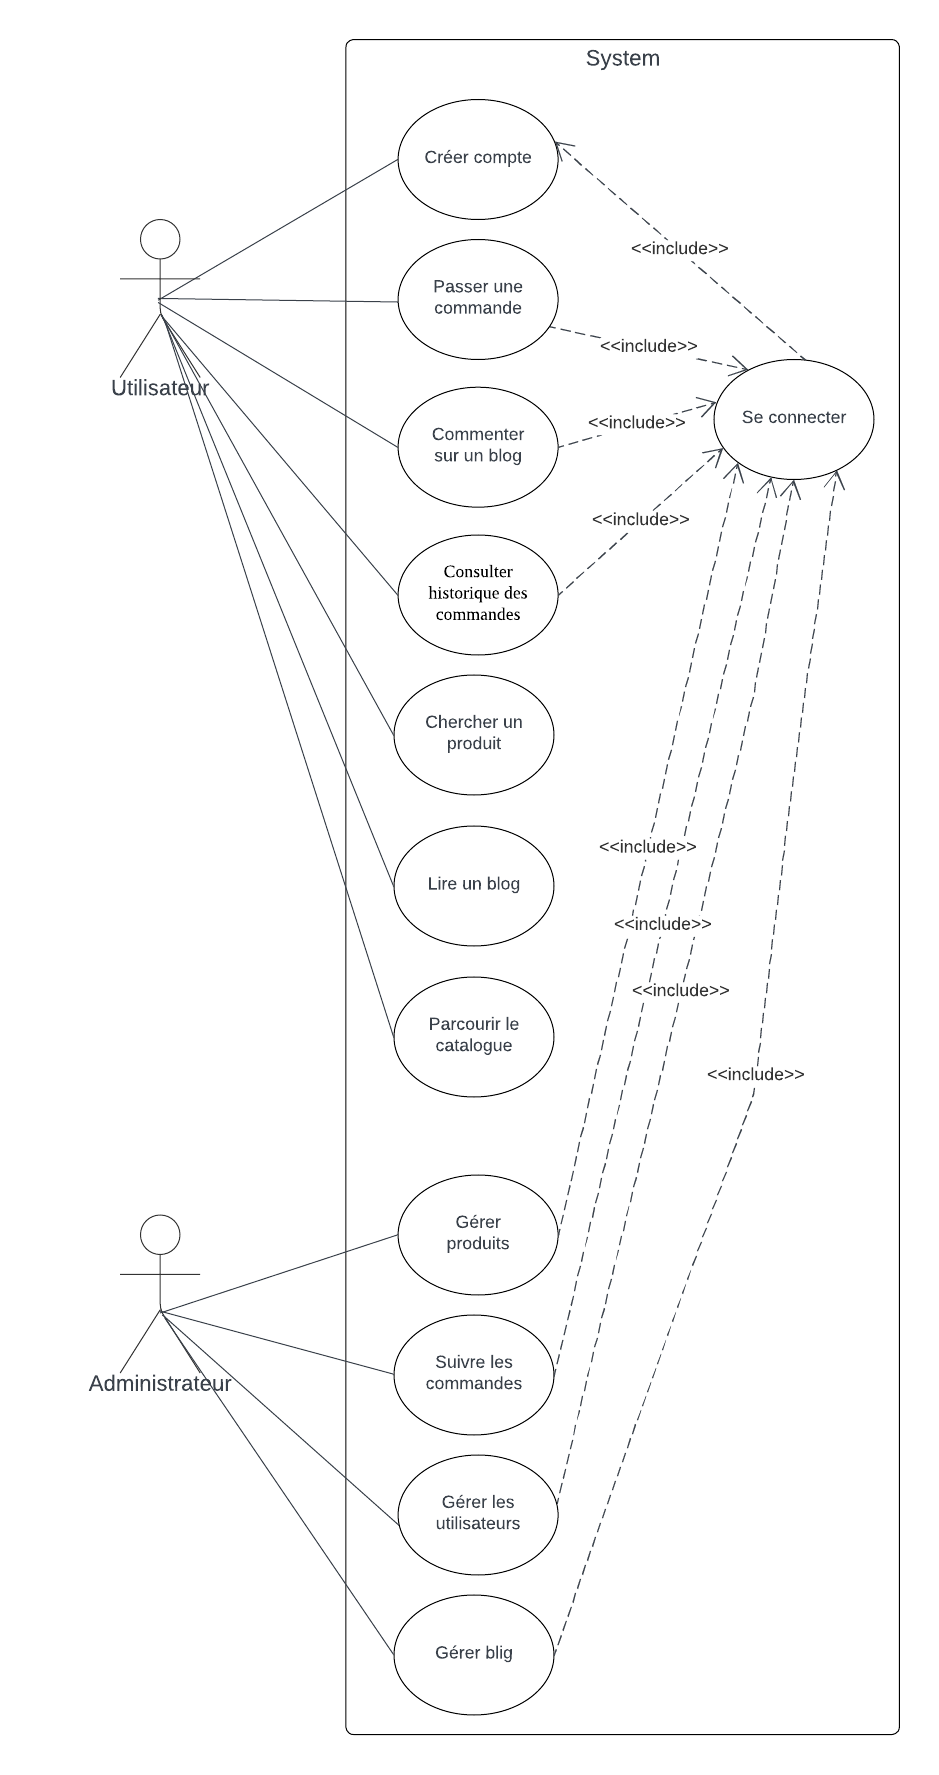 System
Créer compte
<<include>>
Passer une
commande
<<include>>
Utilisateur
Se connecter
Commenter
sur un blog
<<include>>
<<include>>
Consulter
historique des
commandes
Chercher un
produit
<<include>>
Lire un blog
<<include>>
<<include>>
Parcourir le
catalogue
<<include>>
Gérer
produits
Suivre les
commandes
Administrateur
Gérer les
utilisateurs
Gérer blig